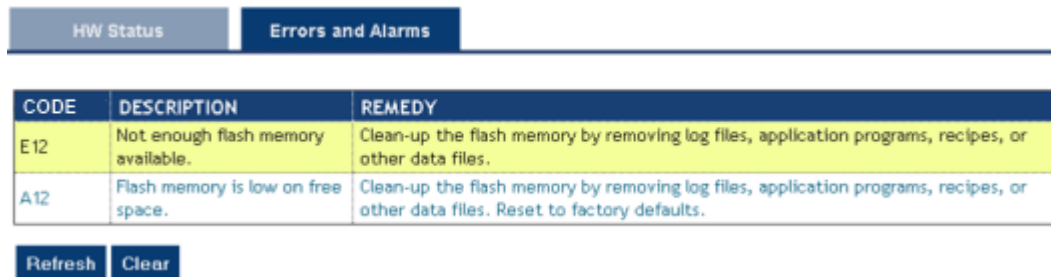 HW Status Errors and Alarms
CODE DESCRIPTION REMEDY
E12 Not enough flash memory available. Clean-up the flash memory by removing log files, application programs, recipes, or other data files.
A12 Flash memory is low on free space. Clean-up the flash memory by removing log files, application programs, recipes, or other data files. Reset to factory defaults.
Refresh Clear